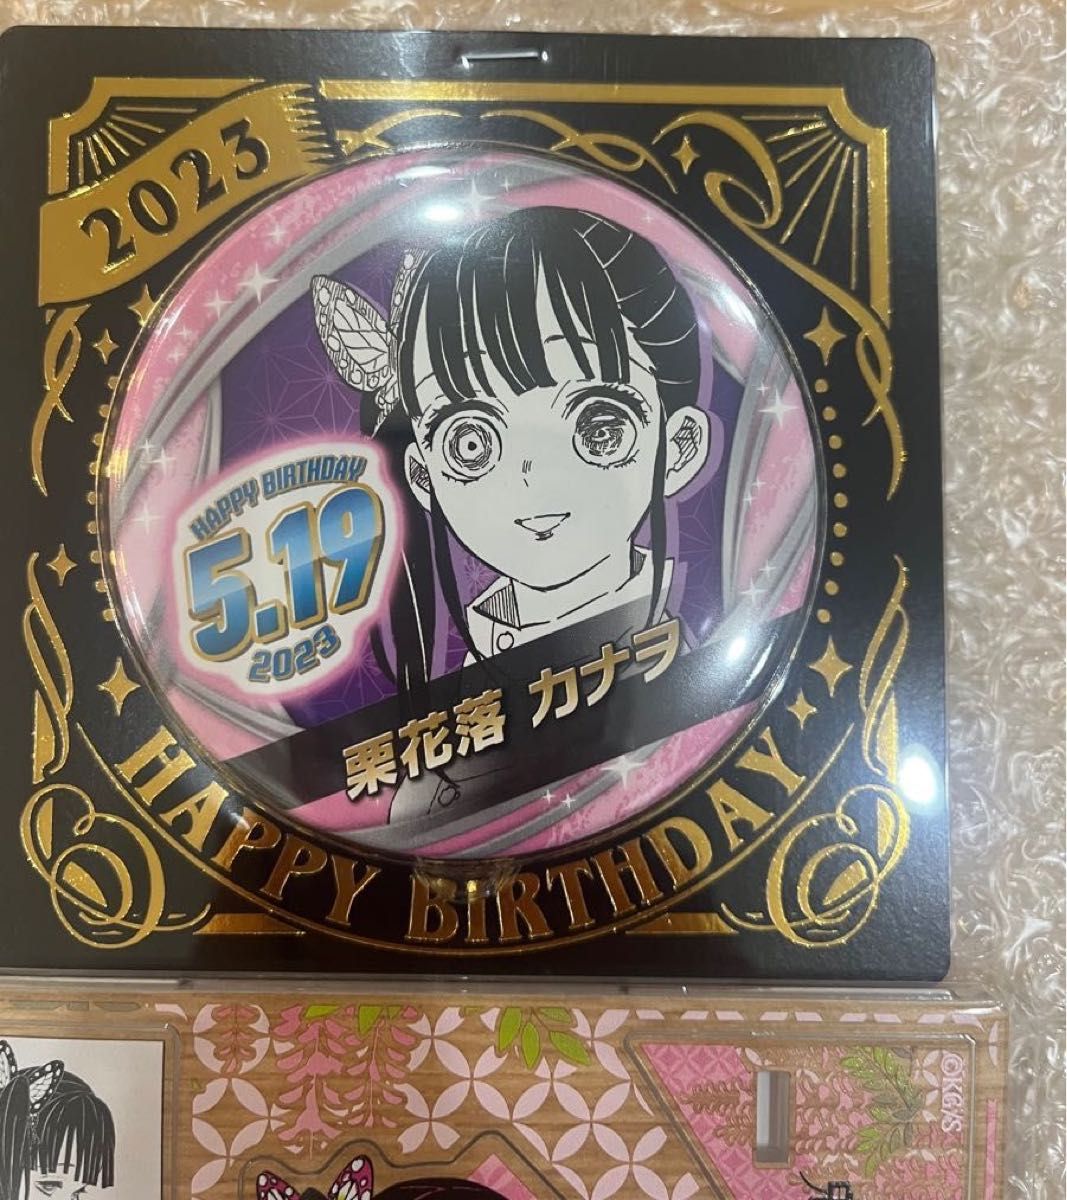 2023
HAPPY BIRTHDAY
5.19
2023
栗花落 カナヲ
HAPPY BIRTHDAY
©KG/S